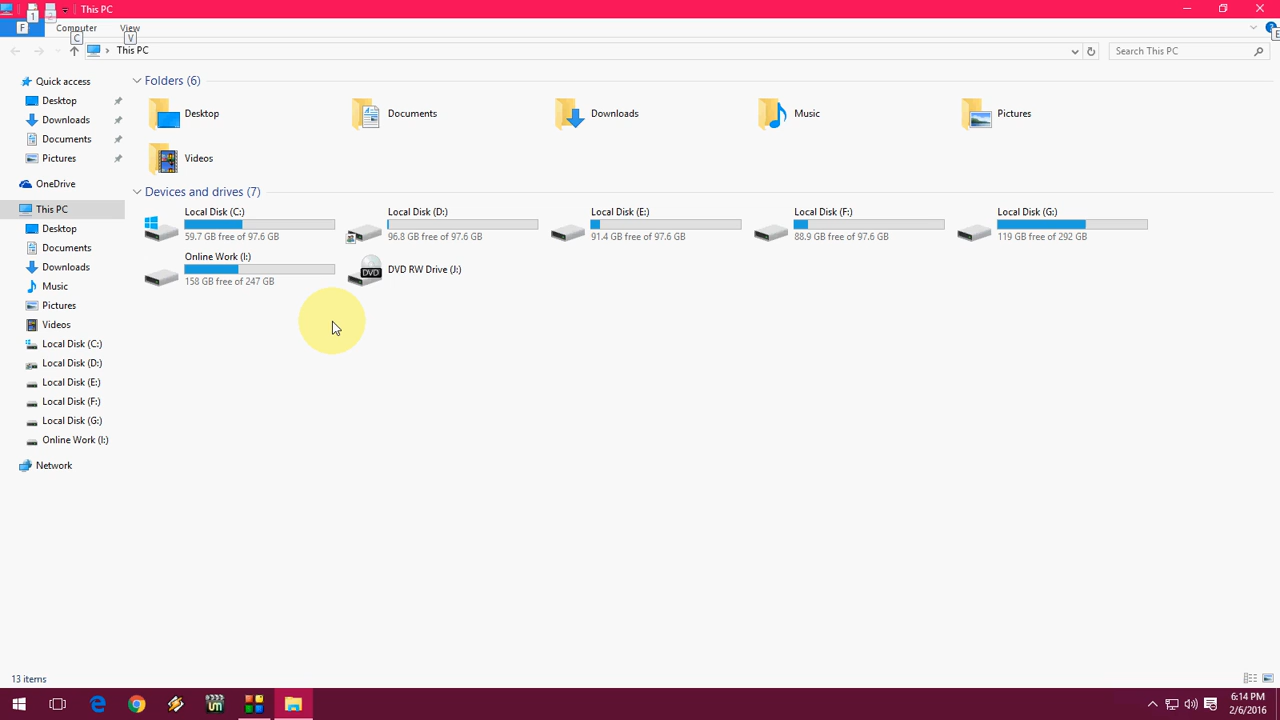 This PC
1
2
F
Computer
View
C
V
E
This PC
Search This PC
Quick access
Desktop
Downloads
Documents
Pictures
OneDrive
This PC
Desktop
Documents
Downloads
Music
Pictures
Videos
Local Disk (C:)
Local Disk (D:)
Local Disk (E:)
Local Disk (F:)
Local Disk (G:)
Online Work (I:)
Network
Folders (6)
Desktop
Documents
Downloads
Music
Pictures
Videos
Devices and drives (7)
Local Disk (C:)
59.7 GB free of 97.6 GB
Local Disk (D:)
96.8 GB free of 97.6 GB
Local Disk (E:)
91.4 GB free of 97.6 GB
Local Disk (F:)
88.9 GB free of 97.6 GB
Local Disk (G:)
119 GB free of 292 GB
Online Work (I:)
158 GB free of 247 GB
DVD
DVD RW Drive (J:)
13 items
6:14 PM
2/6/2016